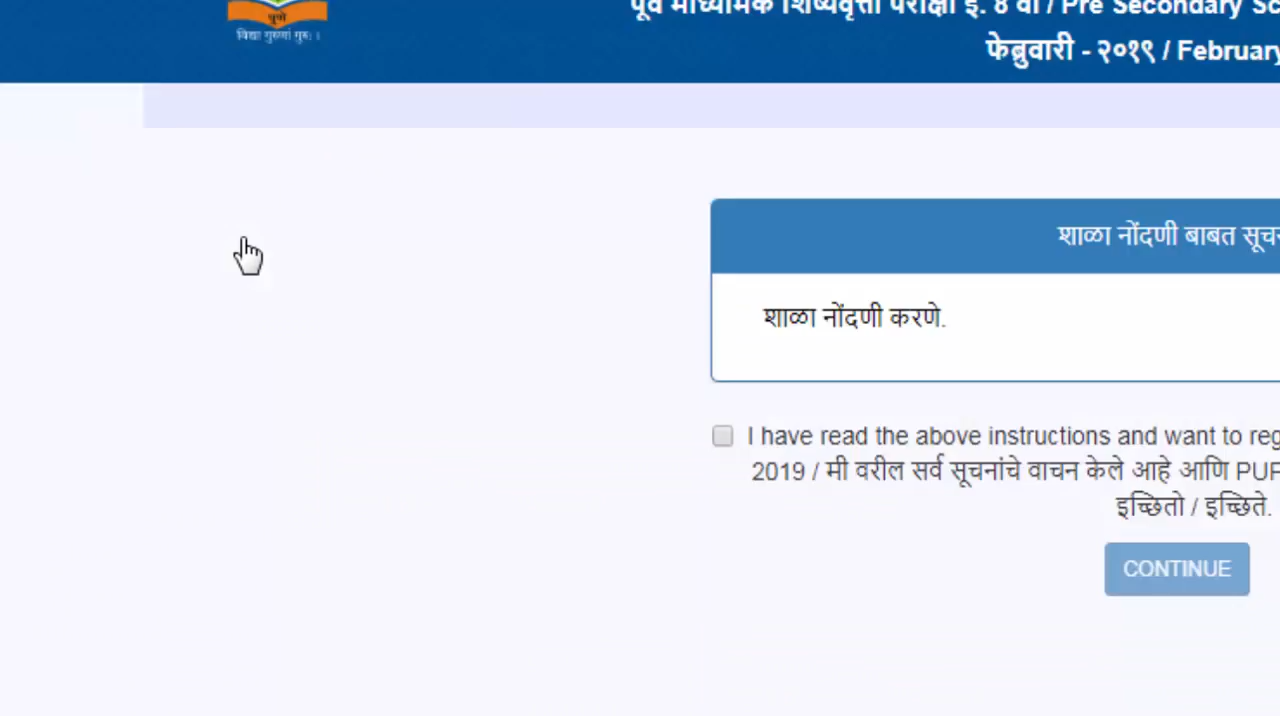 पुणे
विद्या गुरुणां गुरुः ।
पूर्व माध्यमिक शिष्यवृत्ती परीक्षा इ. 8 वी / Pre Secondary
फेब्रुवारी - २०१९ / February
शाळा नोंदणी बाबत
शाळा नोंदणी करणे.
I have read the above instructions and want to
2019 / मी वरील सर्व सूचनांचे वाचन केले आहे आणि
इच्छितो / इच्छिते.
CONTINUE